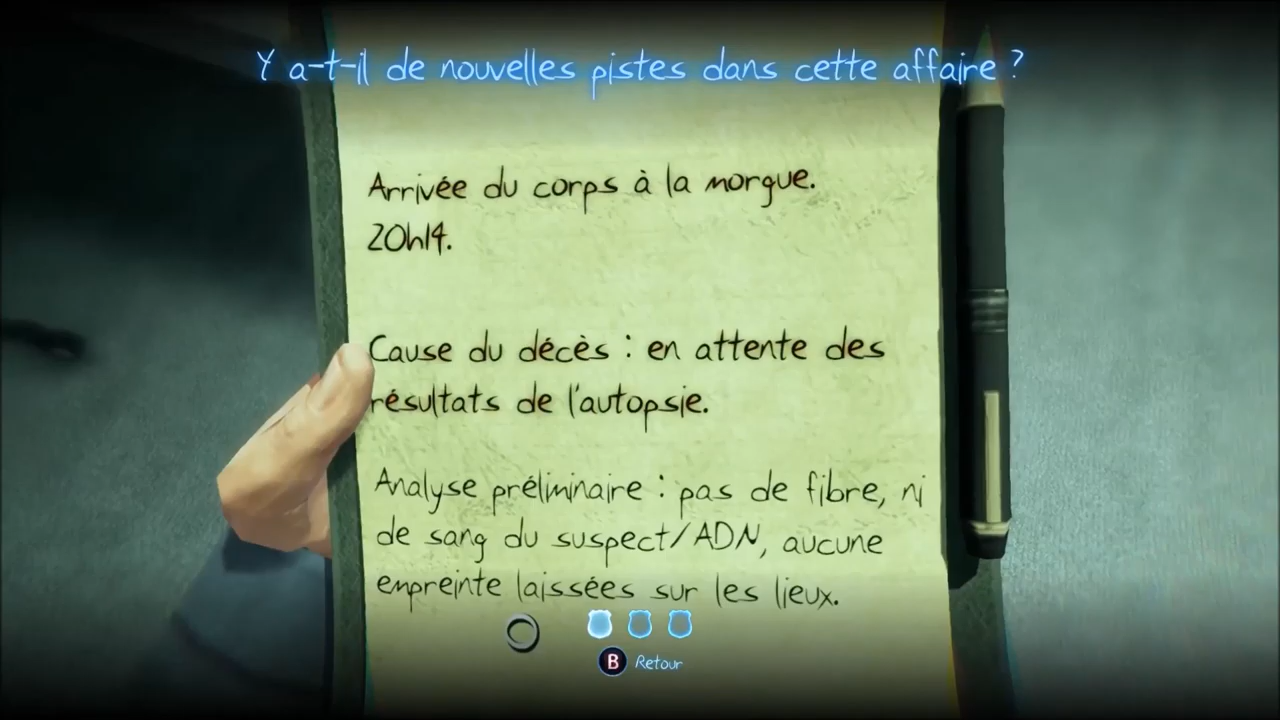 Y a-t-il de nouvelles pistes dans cette affaire ?
Arrivée du corps à la morgue.
20h14.
Cause du décès : en attente des
résultats de l'autopsie.
Analyse préliminaire : pas de fibre, ni
de sang du suspect/ADN, aucune
empreinte laissées sur les lieux.
B Retour